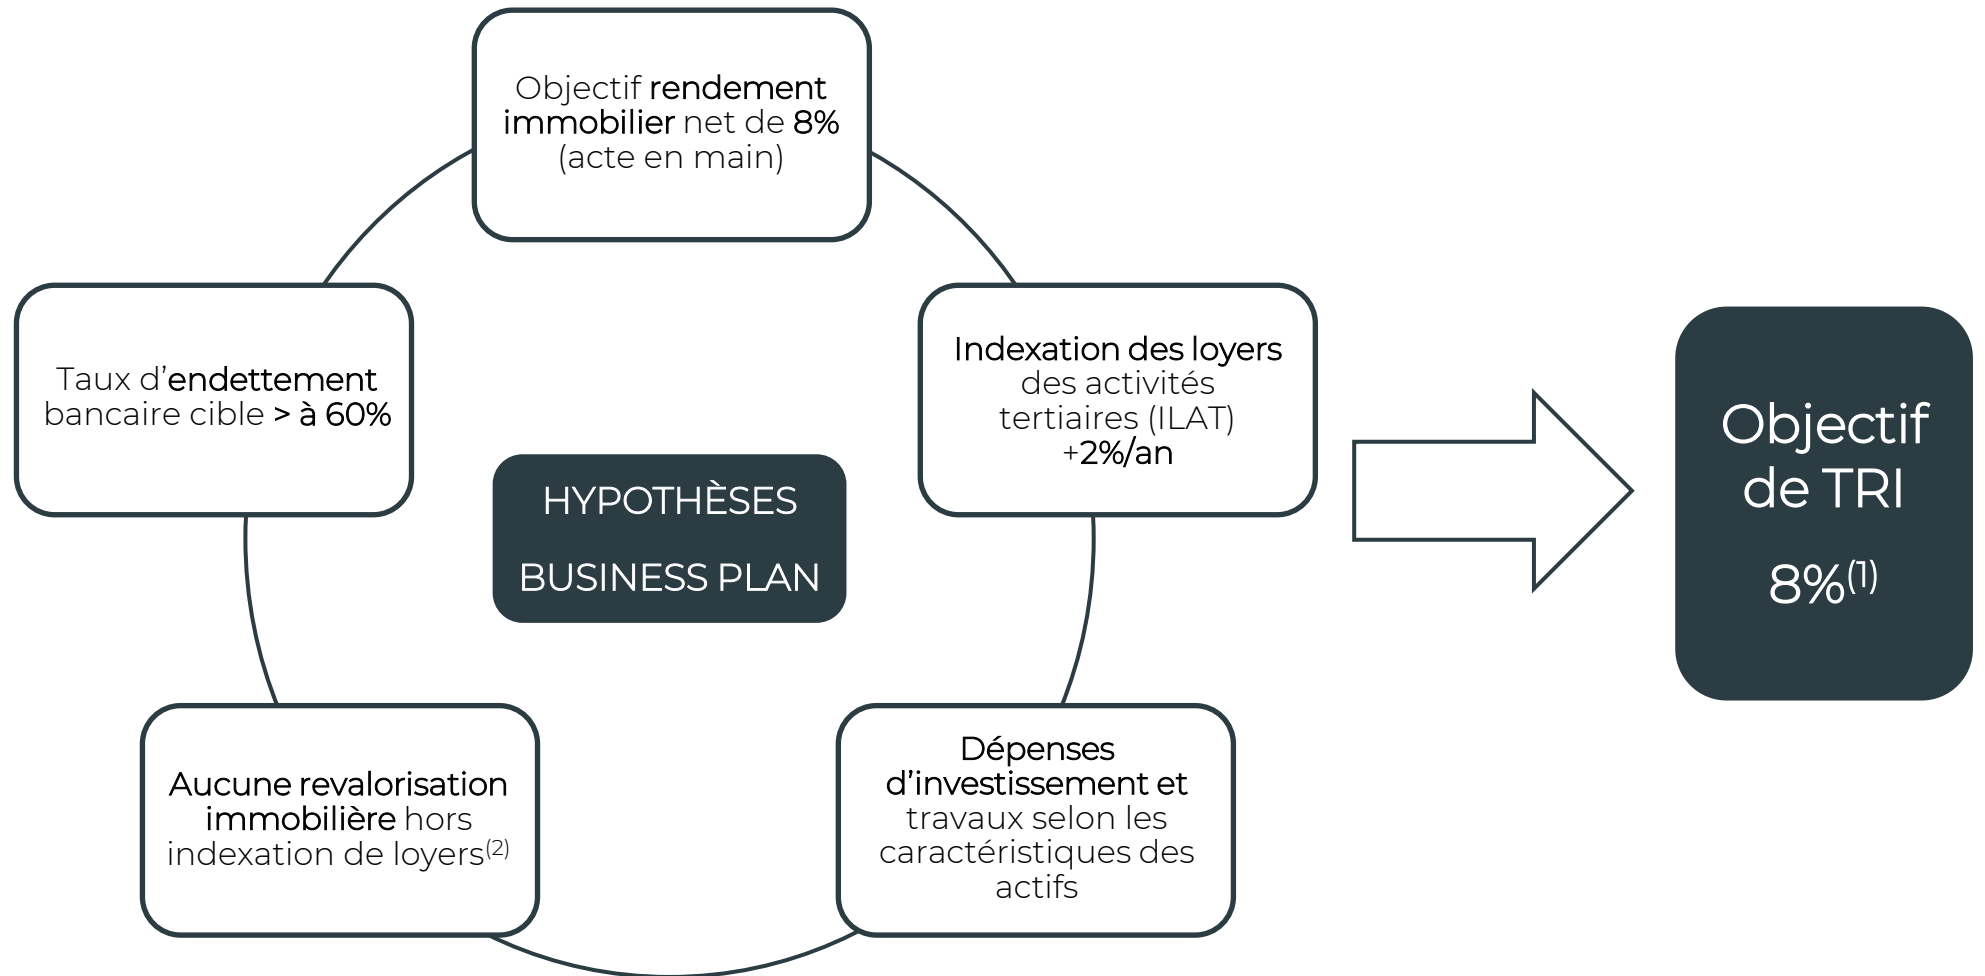 Objectif rendement
immobilier net de 8%
(acte en main)
Taux d’endettement
bancaire cible > à 60%
Indexation des loyers
des activités
tertiaires (ILAT)
+2%/an
HYPOTHÈSES
BUSINESS PLAN
Objectif
de TRI
8%(1)
Aucune revalorisation
immobilière hors
indexation de loyers(2)
Dépenses
d’investissement et
travaux selon les
caractéristiques des
actifs